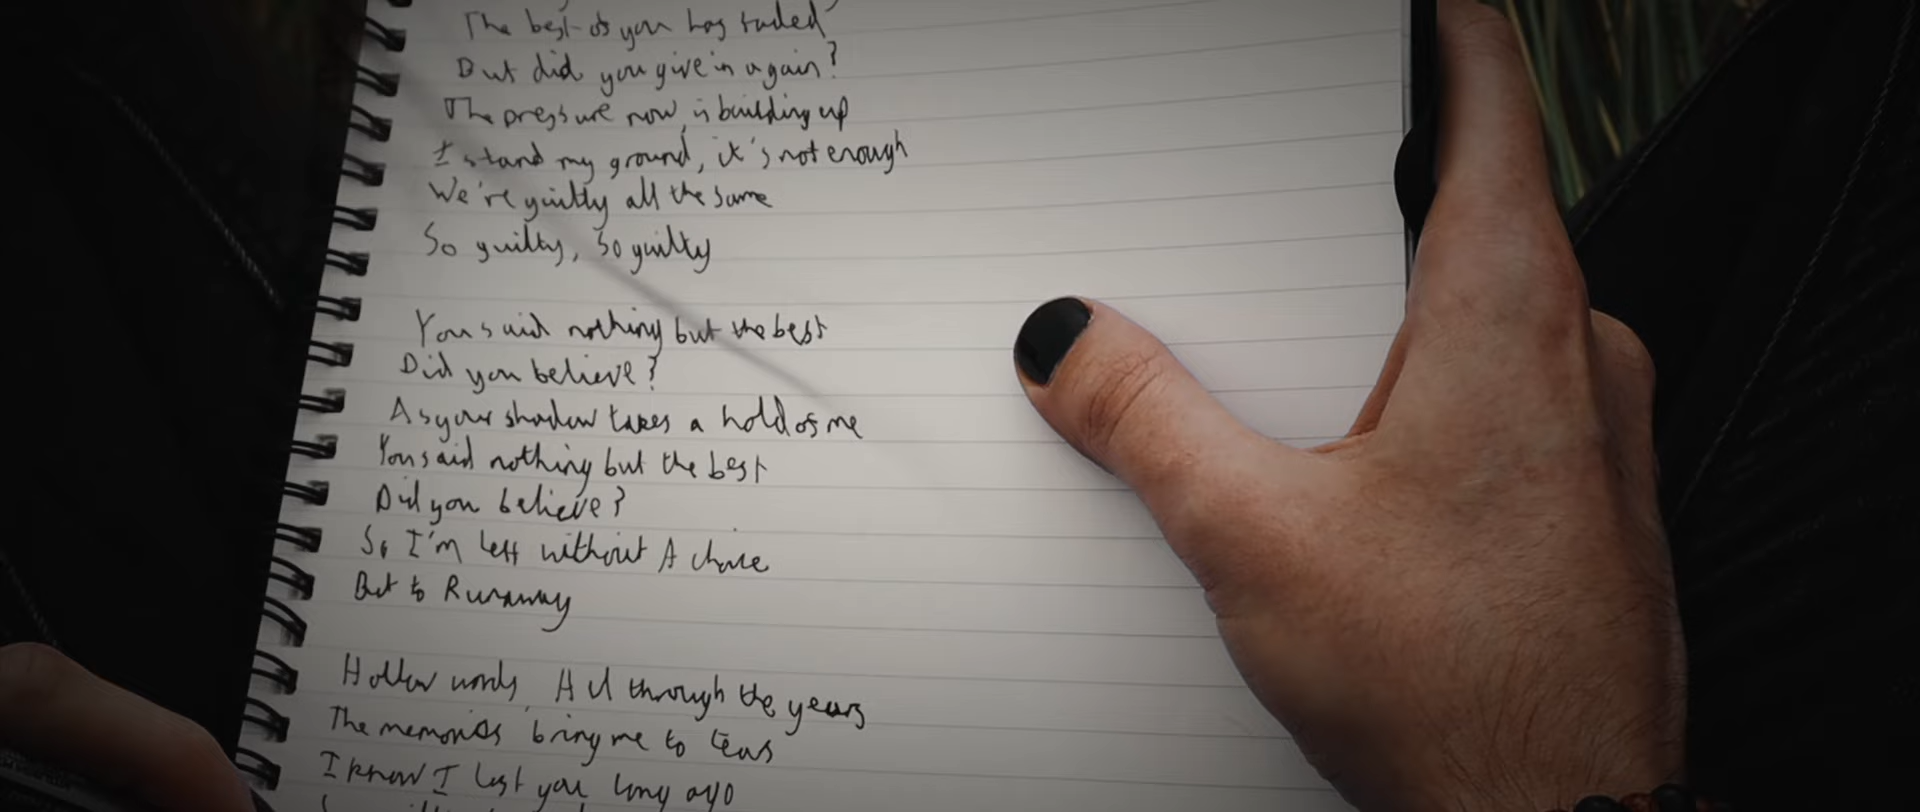 The best of you has faded
But did you give in again?
The pressure now is building up
I stand my ground, it's not enough
We're guilty all the same
So guilty, so guilty
You said nothing but the best
Did you believe?
As your shadow takes a hold of me
You said nothing but the best
Did you believe?
So I'm left without A choice
But to Runaway
Hollow words, All through the years
The memories bring me to tears
I know I lost you long ago